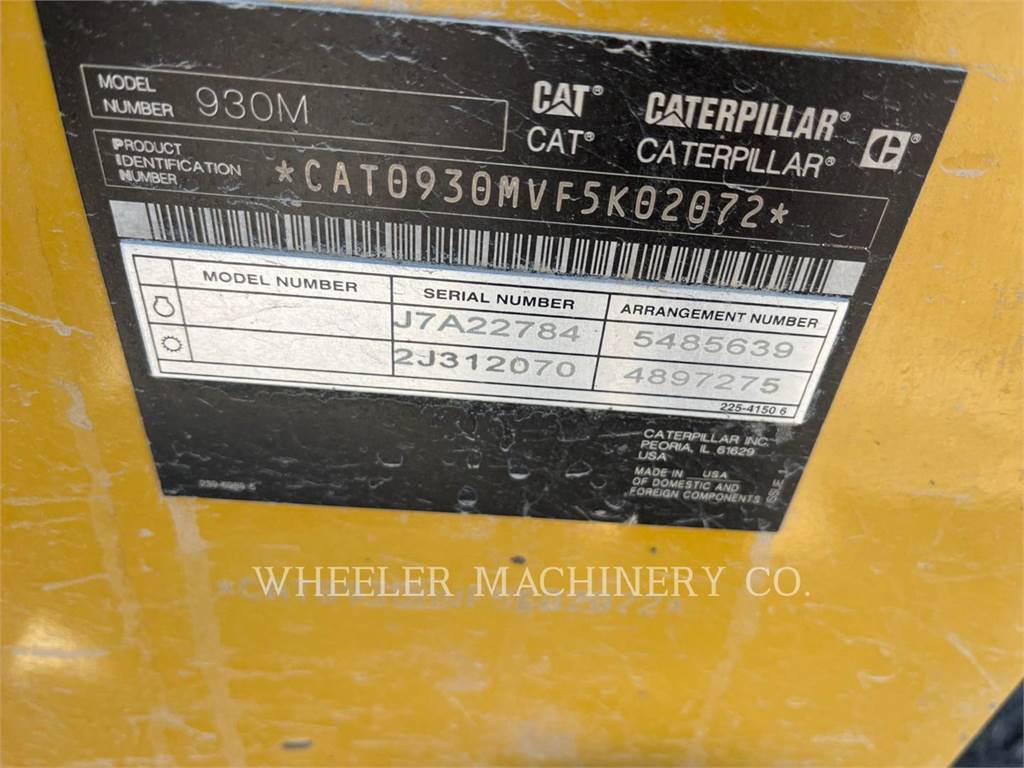 MODEL
NUMBER 930M
CAT® CATERPILLAR®
CAT® CATERPILLAR®
PRODUCT
IDENTIFICATION
NUMBER
*CAT0930MVF5K02072*
MODEL NUMBER SERIAL NUMBER ARRANGEMENT NUMBER
J7A22784 5485639
2J312070 4897275
225-4150 6
CATERPILLAR INC.
PEORIA, IL 61629
USA
MADE IN USA
OF DOMESTIC AND
FOREIGN COMPONENTS
WHEELER MACHINERY CO.